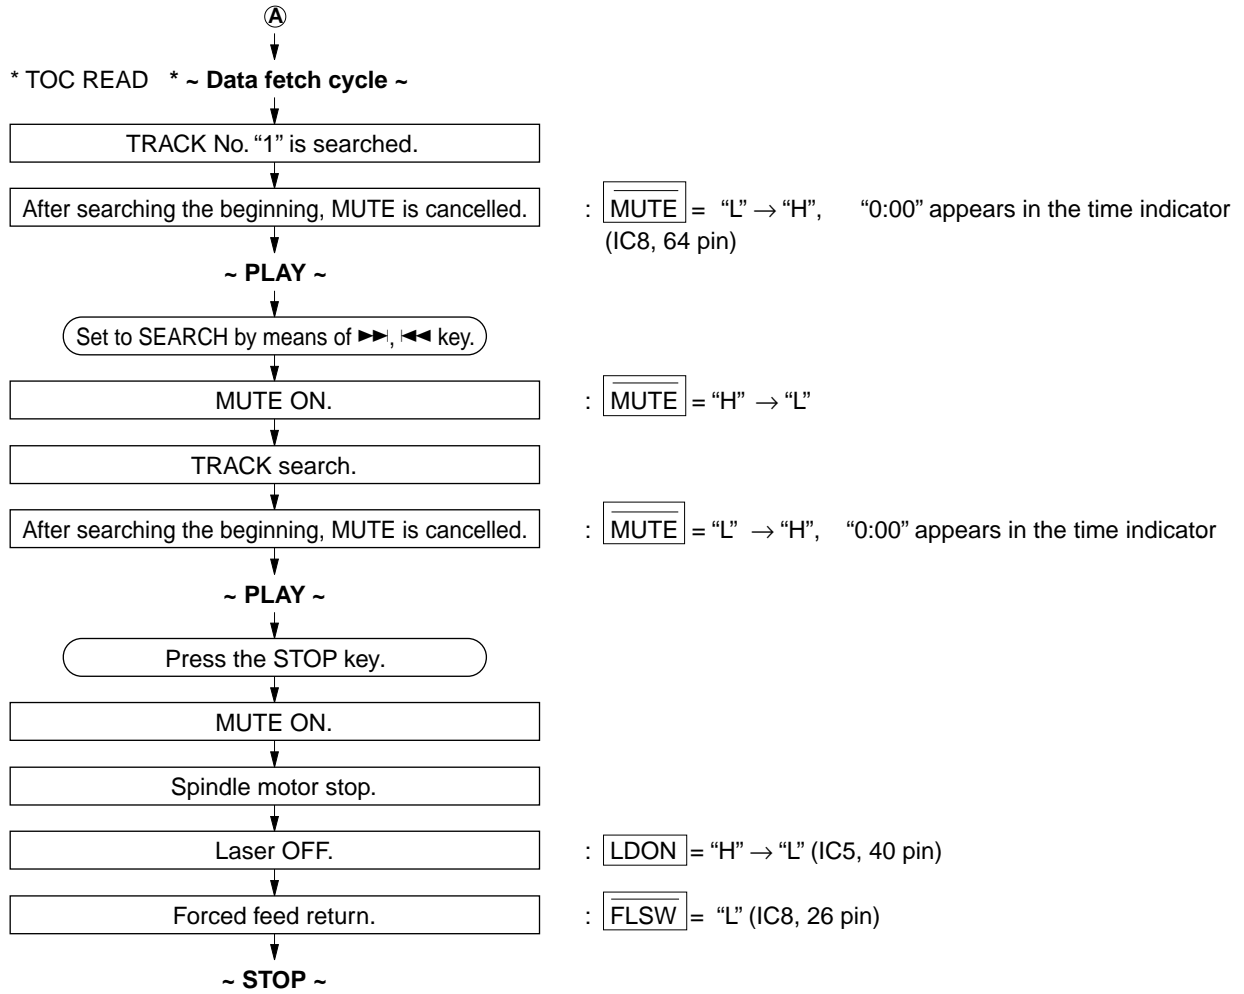 A
* TOC READ * ~ Data fetch cycle ~
TRACK No. “1” is searched.
After searching the beginning, MUTE is cancelled. : MUTE = “L” → “H”, “0:00” appears in the time indicator
(IC8, 64 pin)
~ PLAY ~
Set to SEARCH by means of ►►|, |◄◄ key.
MUTE ON. : MUTE = “H” → “L”
TRACK search.
After searching the beginning, MUTE is cancelled. : MUTE = “L” → “H”, “0:00” appears in the time indicator
~ PLAY ~
Press the STOP key.
MUTE ON.
Spindle motor stop.
Laser OFF. : LDON = “H” → “L” (IC5, 40 pin)
Forced feed return. : FLSW = “L” (IC8, 26 pin)
~ STOP ~